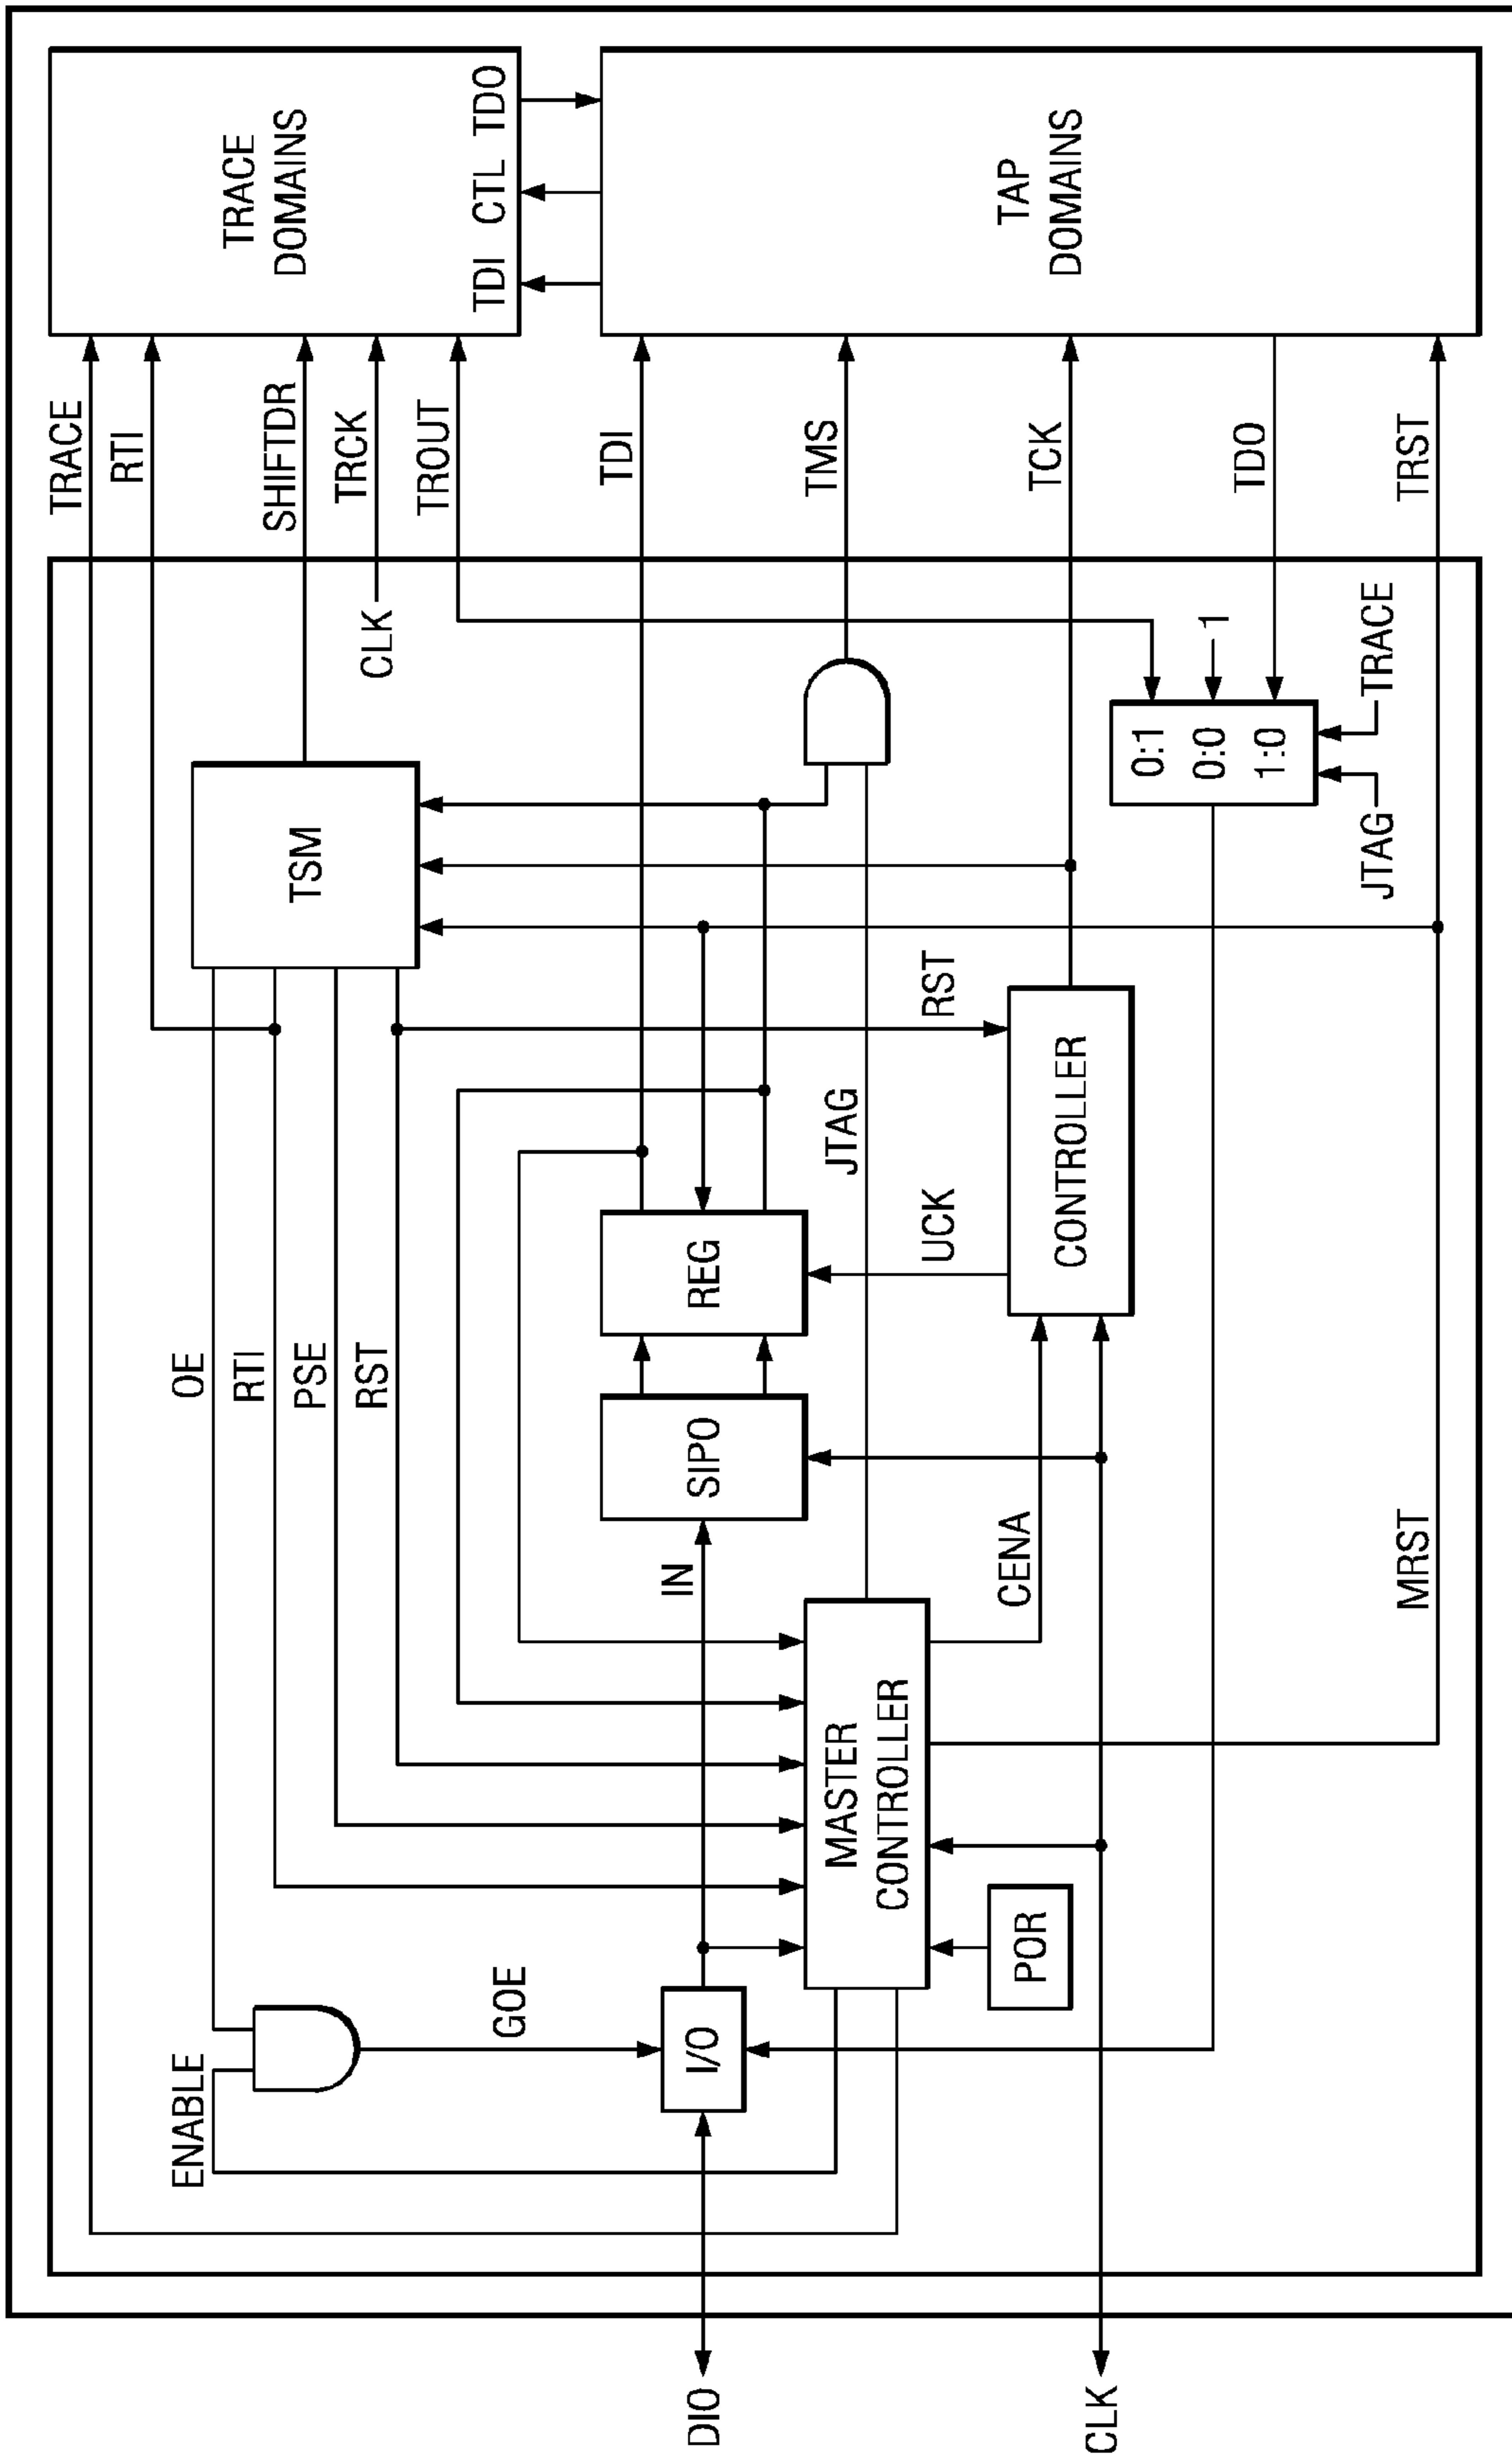 TRACE
DOMAINS
TDI CTL TDO
TAP
DOMAINS
TRACE
RTI
SHIFTDR
TRCK
TROUT
TDI
TMS
TCK
TDO
TRST
CLK
TSM
0:1
0:0
1:0
1
JTAG
TRACE
RST
JTAG
UCK
CONTROLLER
REG
SIPO
OE
RTI
PSE
RST
IN
CENA
MRST
MASTER
CONTROLLER
POR
ENABLE
GOE
I/O
DIO
CLK